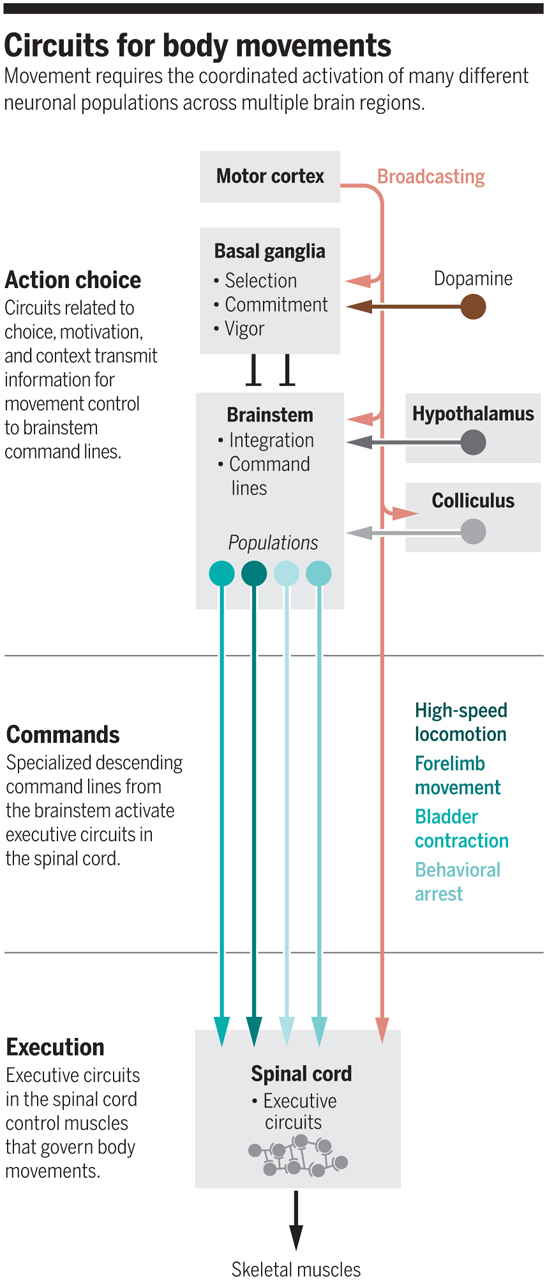 Circuits for body movements
Movement requires the coordinated activation of many different
neuronal populations across multiple brain regions.
Motor cortex
Broadcasting
Basal ganglia
• Selection
• Commitment
• Vigor
Dopamine
Action choice
Circuits related to
choice, motivation,
and context transmit
information for
movement control
to brainstem
command lines.
Brainstem
• Integration
• Command
lines
Populations
Hypothalamus
Colliculus
Commands
Specialized descending
command lines from
the brainstem activate
executive circuits in
the spinal cord.
High-speed
locomotion
Forelimb
movement
Bladder
contraction
Behavioral
arrest
Execution
Executive circuits
in the spinal cord
control muscles
that govern body
movements.
Spinal cord
• Executive
circuits
Skeletal muscles